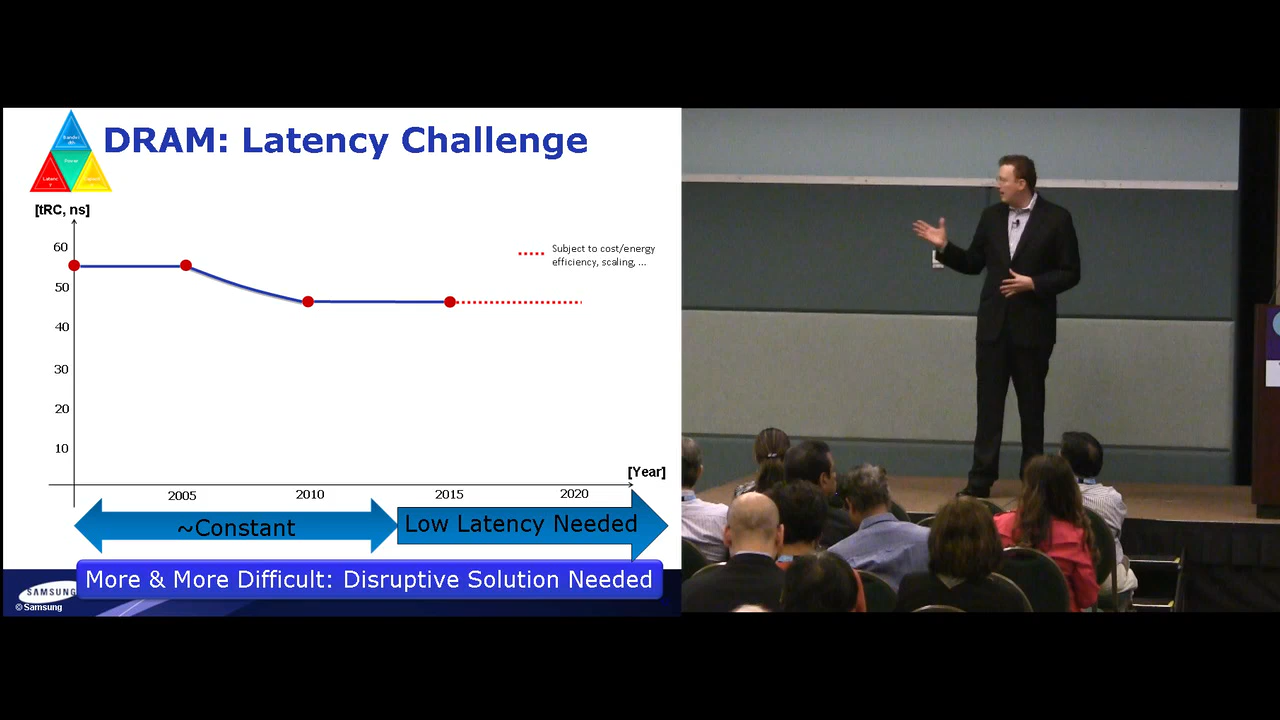 DRAM: Latency Challenge
Power
[tRC, ns]
60
50
40
30
20
10
Subject to cost/energy
efficiency, scaling, ...
[Year]
2005
2010
2015
2020
~Constant
Low Latency Needed
More & More Difficult: Disruptive Solution Needed
SAMSUNG
© Samsung